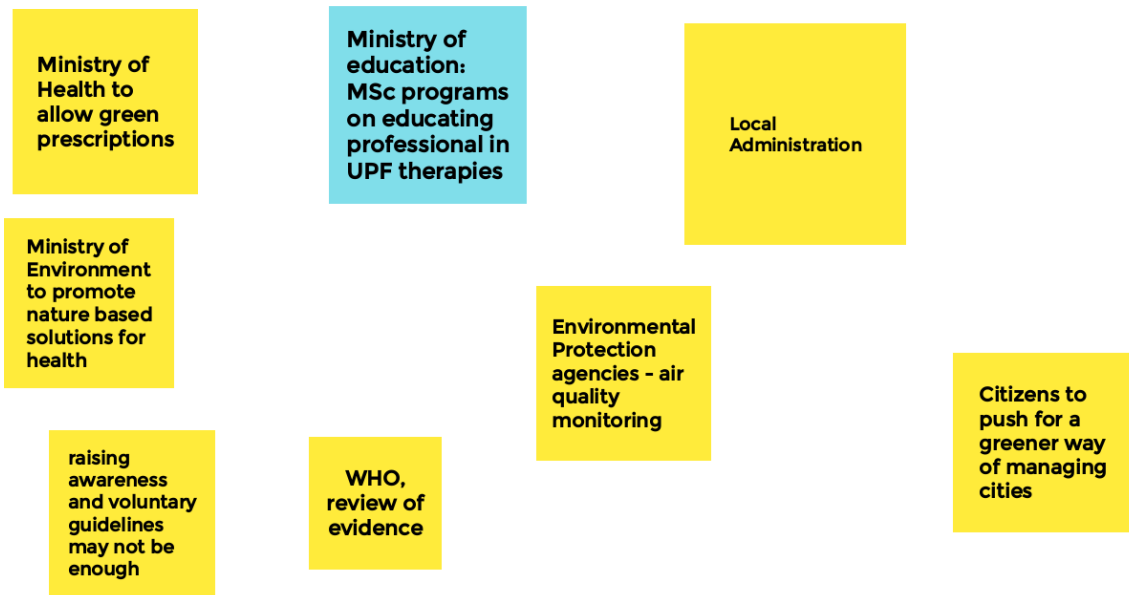 Ministry of
Health to
allow green
prescriptions
Ministry of
education:
MSc programs
on educating
professional in
UPF therapies
Local
Administration
Ministry of
Environment
to promote
nature based
solutions for
health
Environmental
Protection
agencies - air
quality
monitoring
Citizens to
push for a
greener way
of managing
cities
raising
awareness
and voluntary
guidelines
may not be
enough
WHO,
review of
evidence